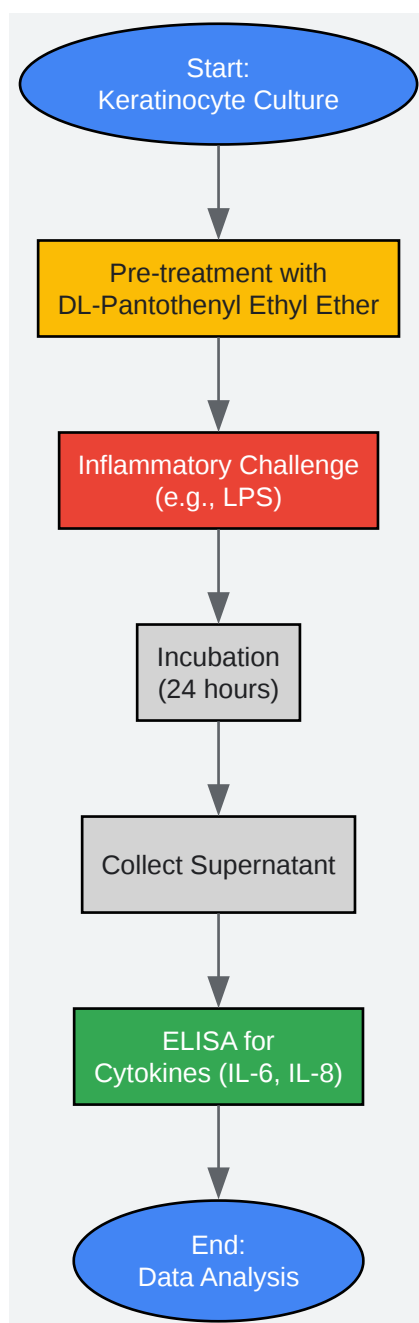 Start:
Keratinocyte Culture
Pre-treatment with
DL-Pantothenyl Ethyl Ether
Inflammatory Challenge
(e.g., LPS)
Incubation
(24 hours)
Collect Supernatant
ELISA for
Cytokines (IL-6, IL-8)
End:
Data Analysis